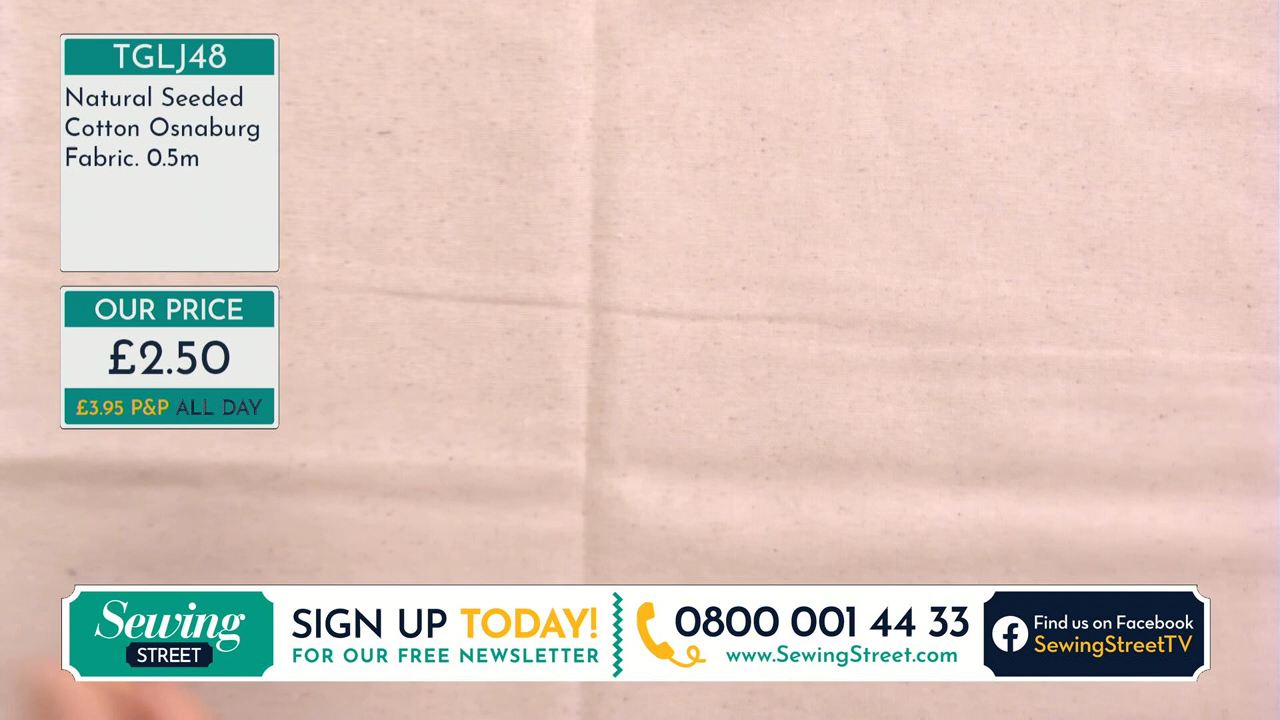 TGLJ48
Natural Seeded
Cotton Osnaburg
Fabric. 0.5m
OUR PRICE
£2.50
£3.95 P&P ALL DAY
Sewing
STREET
SIGN UP TODAY!
FOR OUR FREE NEWSLETTER
0800 001 44 33
www.SewingStreet.com
Find us on Facebook
SewingStreetTV